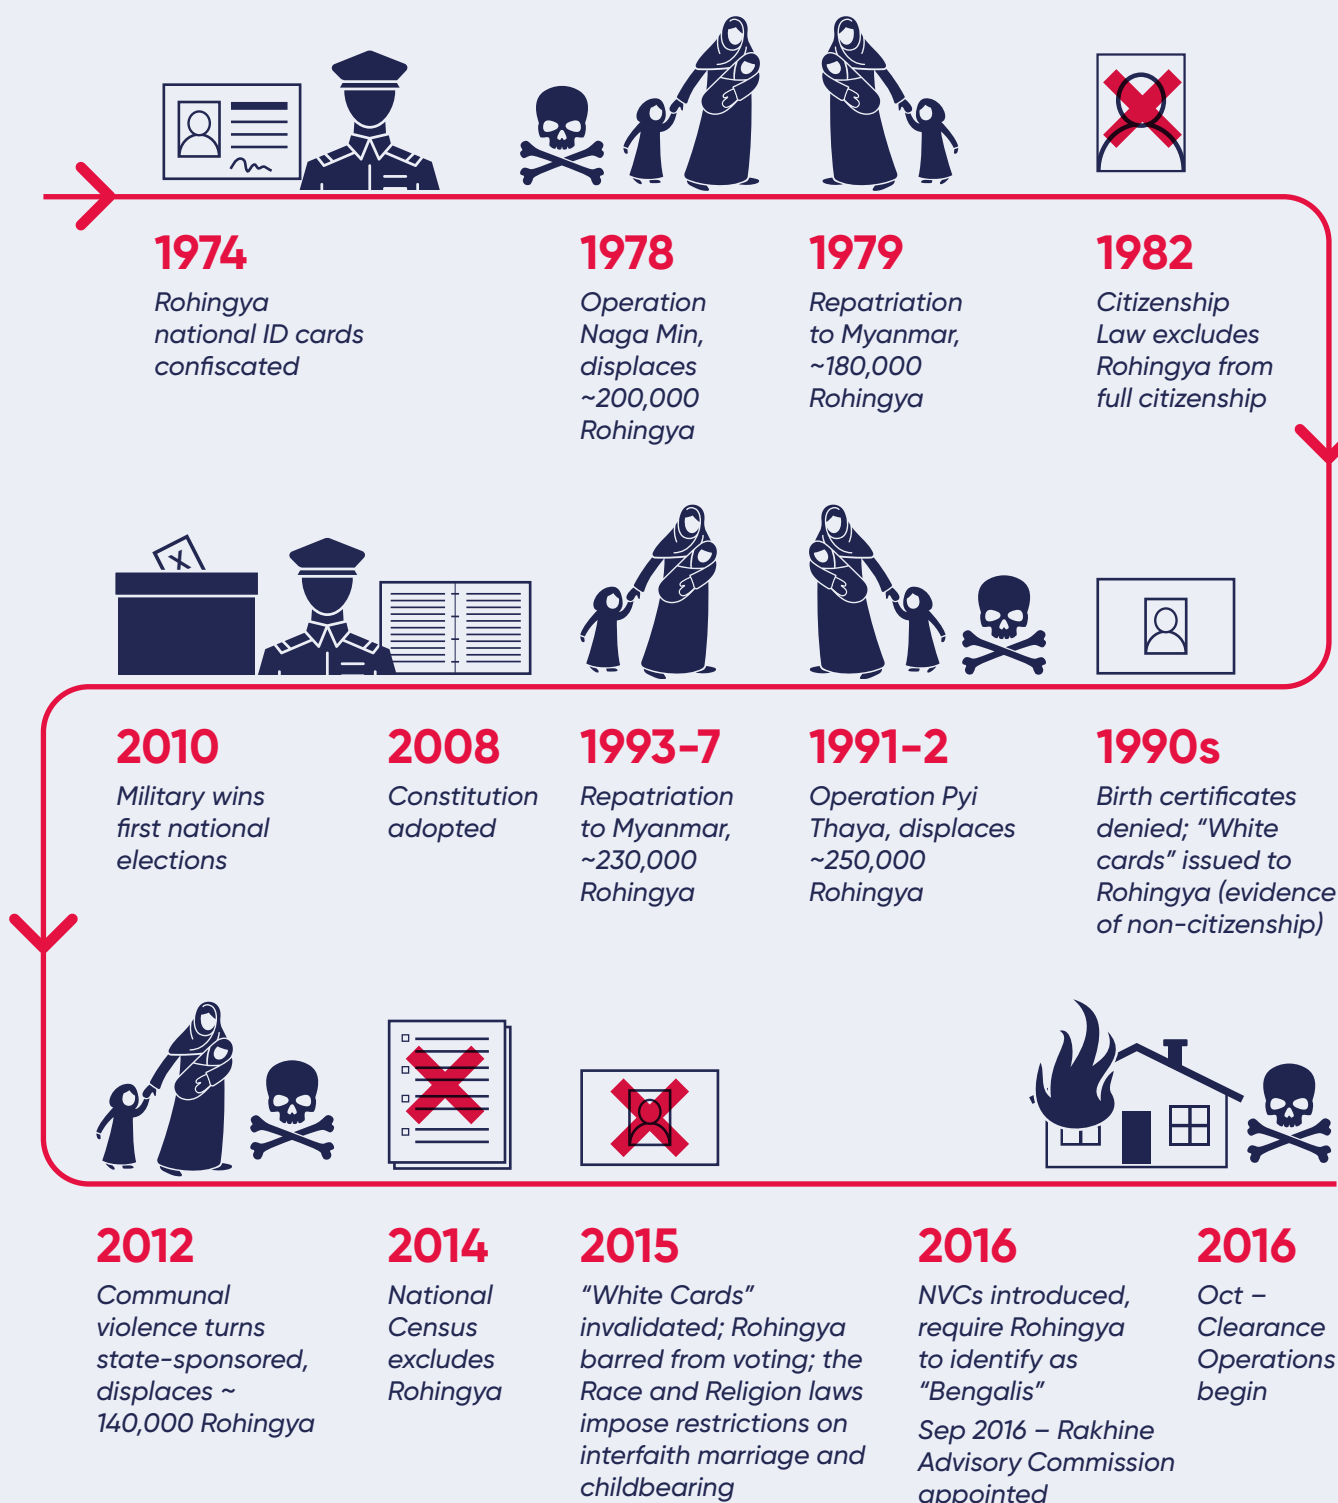 1974
Rohingya
national ID cards
confiscated
1978
Operation
Naga Min,
displaces
~200,000
Rohingya
1979
Repatriation
to Myanmar,
~180,000
Rohingya
1982
Citizenship
Law excludes
Rohingya from
full citizenship
X
2010
Military wins
first national
elections
2008
Constitution
adopted
1993-7
Repatriation
to Myanmar,
~230,000
Rohingya
1991-2
Operation Pyi
Thaya, displaces
~250,000
Rohingya
1990s
Birth certificates
denied; “White
cards” issued to
Rohingya (evidence
of non-citizenship)
2012
Communal
violence turns
state-sponsored,
displaces ~
140,000 Rohingya
2014
National
Census
excludes
Rohingya
2015
“White Cards”
invalidated; Rohingya
barred from voting; the
Race and Religion laws
impose restrictions on
interfaith marriage and
childbearing
2016
NVCs introduced,
require Rohingya
to identify as
“Bengalis”
Sep 2016 – Rakhine
Advisory Commission
appointed
2016
Oct –
Clearance
Operations
begin